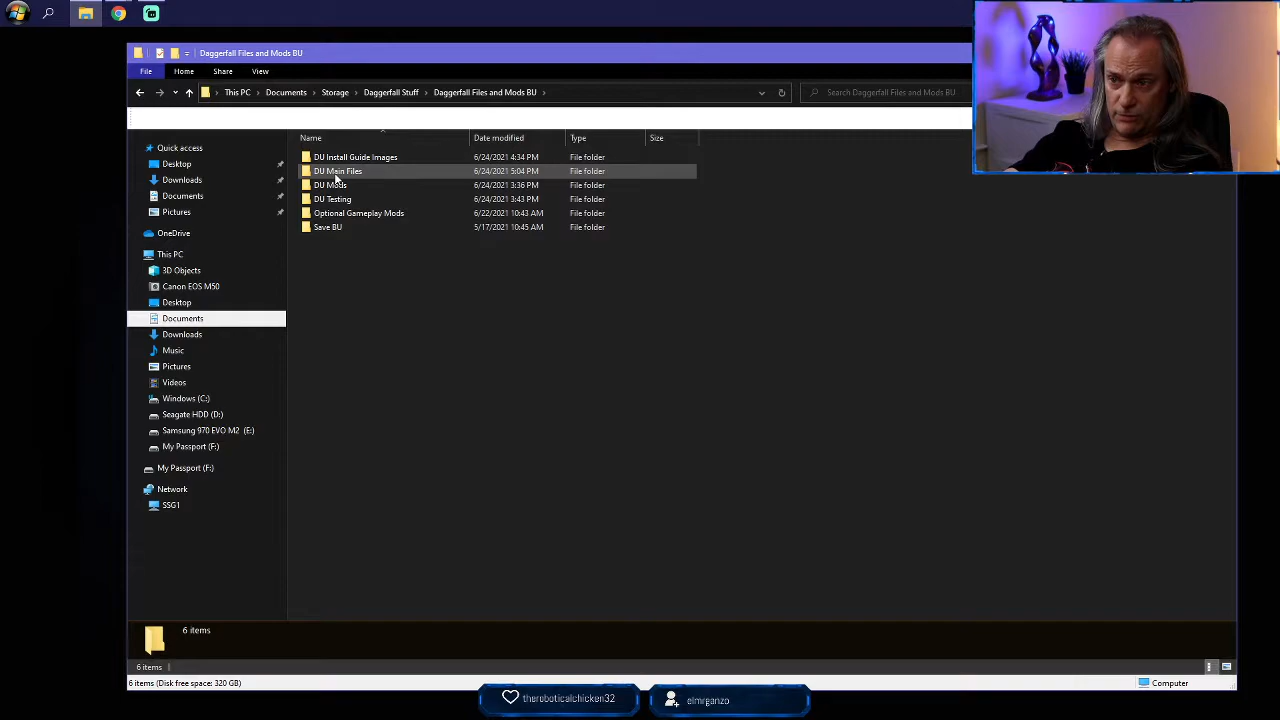 Daggerfall Files and Mods BU
File Home Share View
This PC > Documents > Storage > Daggerfall Stuff > Daggerfall Files and Mods BU >
Search Daggerfall Files and Mods BU
Name Date modified Type Size
Quick access
Desktop
Downloads
Documents
Pictures
OneDrive
This PC
3D Objects
Canon EOS M50
Desktop
Documents
Downloads
Music
Pictures
Videos
Windows (C:)
Seagate HDD (D:)
Samsung 970 EVO M2 (E:)
My Passport (F:)
My Passport (F:)
Network
SSG1
DU Install Guide Images 6/24/2021 4:34 PM File folder
DU Main Files 6/24/2021 5:04 PM File folder
DU Mods 6/24/2021 3:36 PM File folder
DU Testing 6/24/2021 3:43 PM File folder
Optional Gameplay Mods 6/22/2021 10:43 AM File folder
Save BU 5/17/2021 10:45 AM File folder
6 items
6 items
6 items (Disk free space: 320 GB)
Computer
theroboticalchicken32
elmrganzo